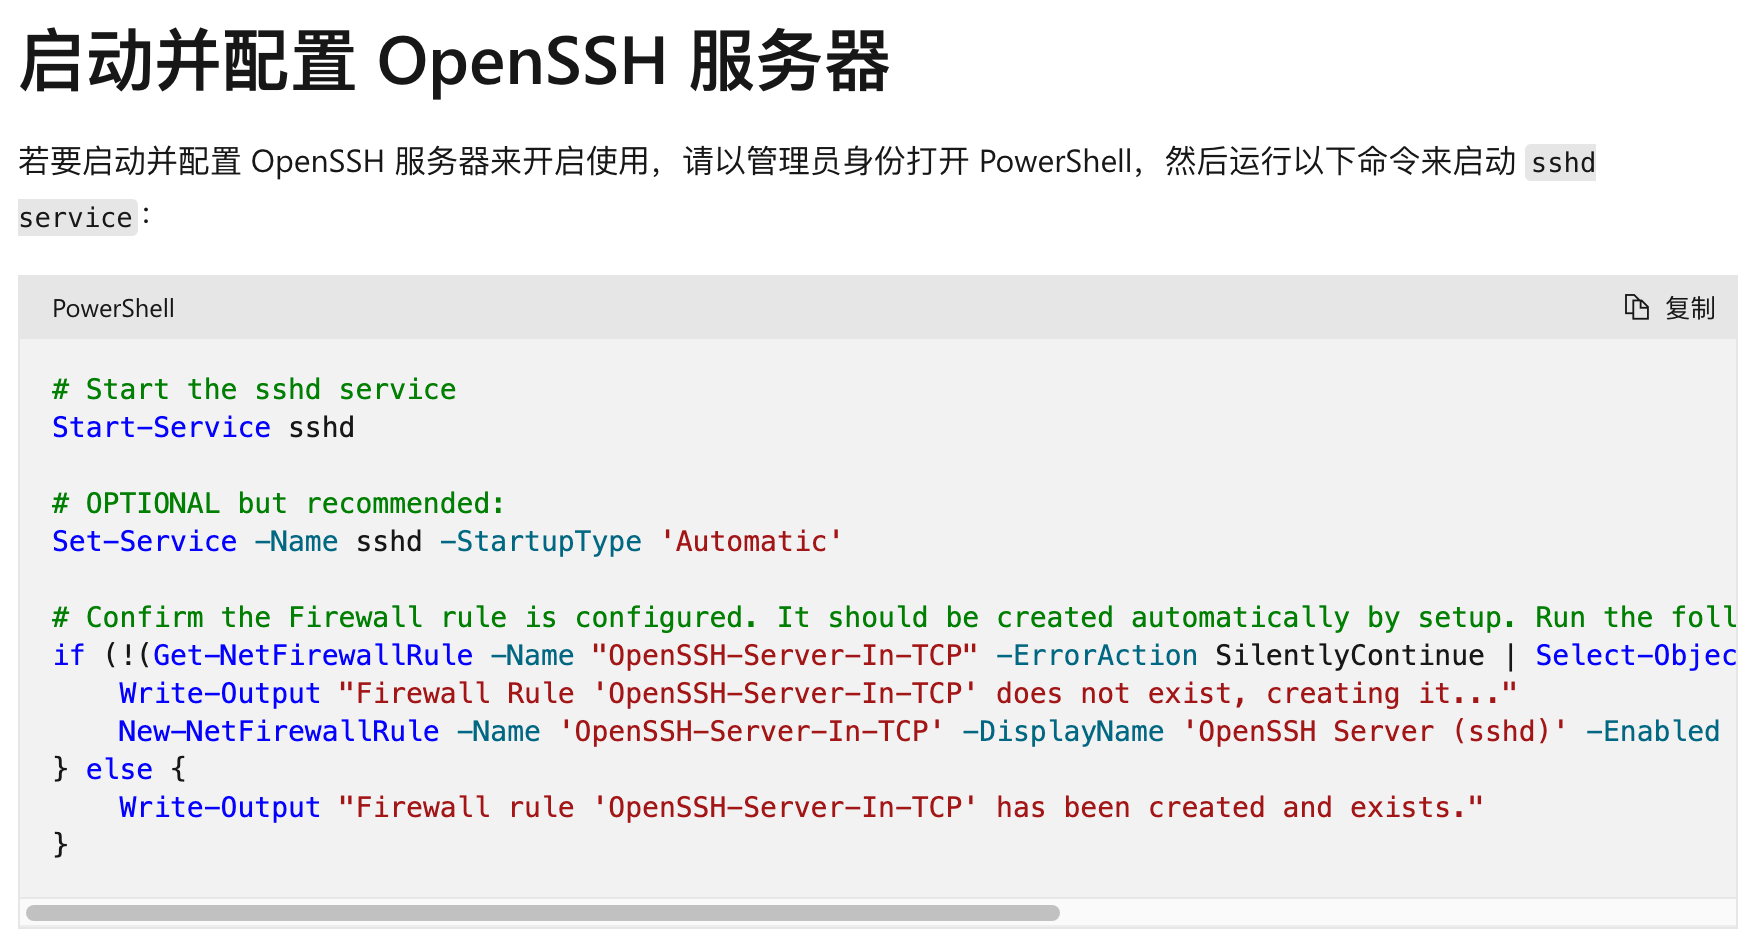 启动并配置 OpenSSH 服务器
若要启动并配置 OpenSSH 服务器来开启使用，请以管理员身份打开 PowerShell，然后运行以下命令来启动 sshd
service：
PowerShell
复制
# Start the sshd service
Start-Service sshd
# OPTIONAL but recommended:
Set-Service -Name sshd -StartupType 'Automatic'
# Confirm the Firewall rule is configured. It should be created automatically by setup. Run the foll
if (!(Get-NetFirewallRule -Name "OpenSSH-Server-In-TCP" -ErrorAction SilentlyContinue | Select-Objec
    Write-Output "Firewall Rule 'OpenSSH-Server-In-TCP' does not exist, creating it..."
    New-NetFirewallRule -Name 'OpenSSH-Server-In-TCP' -DisplayName 'OpenSSH Server (sshd)' -Enabled
} else {
    Write-Output "Firewall rule 'OpenSSH-Server-In-TCP' has been created and exists."
}